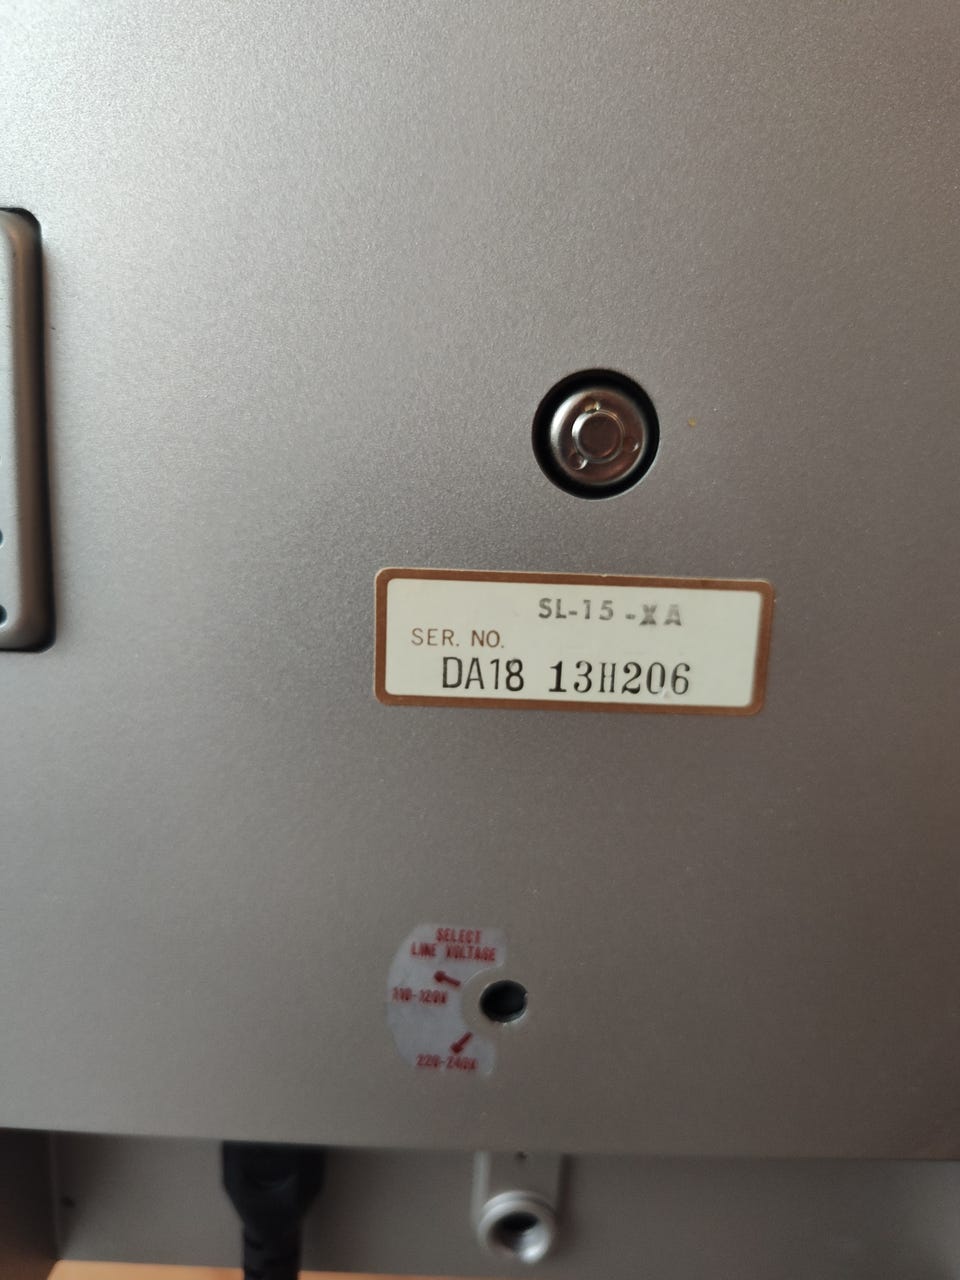 SL-15-XA
SER. NO.
DA18 13H206
SELECT
LINE VOLTAGE
110-120V
220-240V